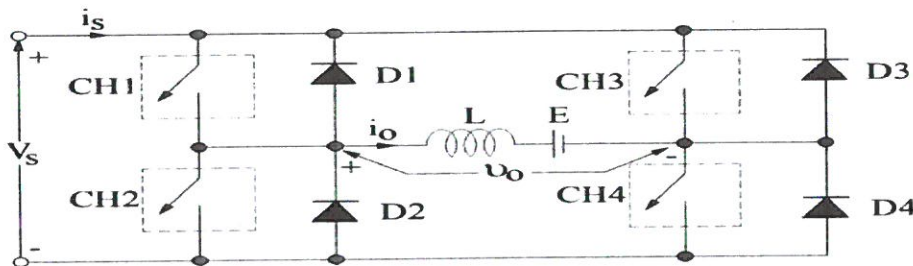 iS
+
CH1
D1
CH3
D3
VS
iO
L
E
+
υO
-
CH2
D2
CH4
D4
-